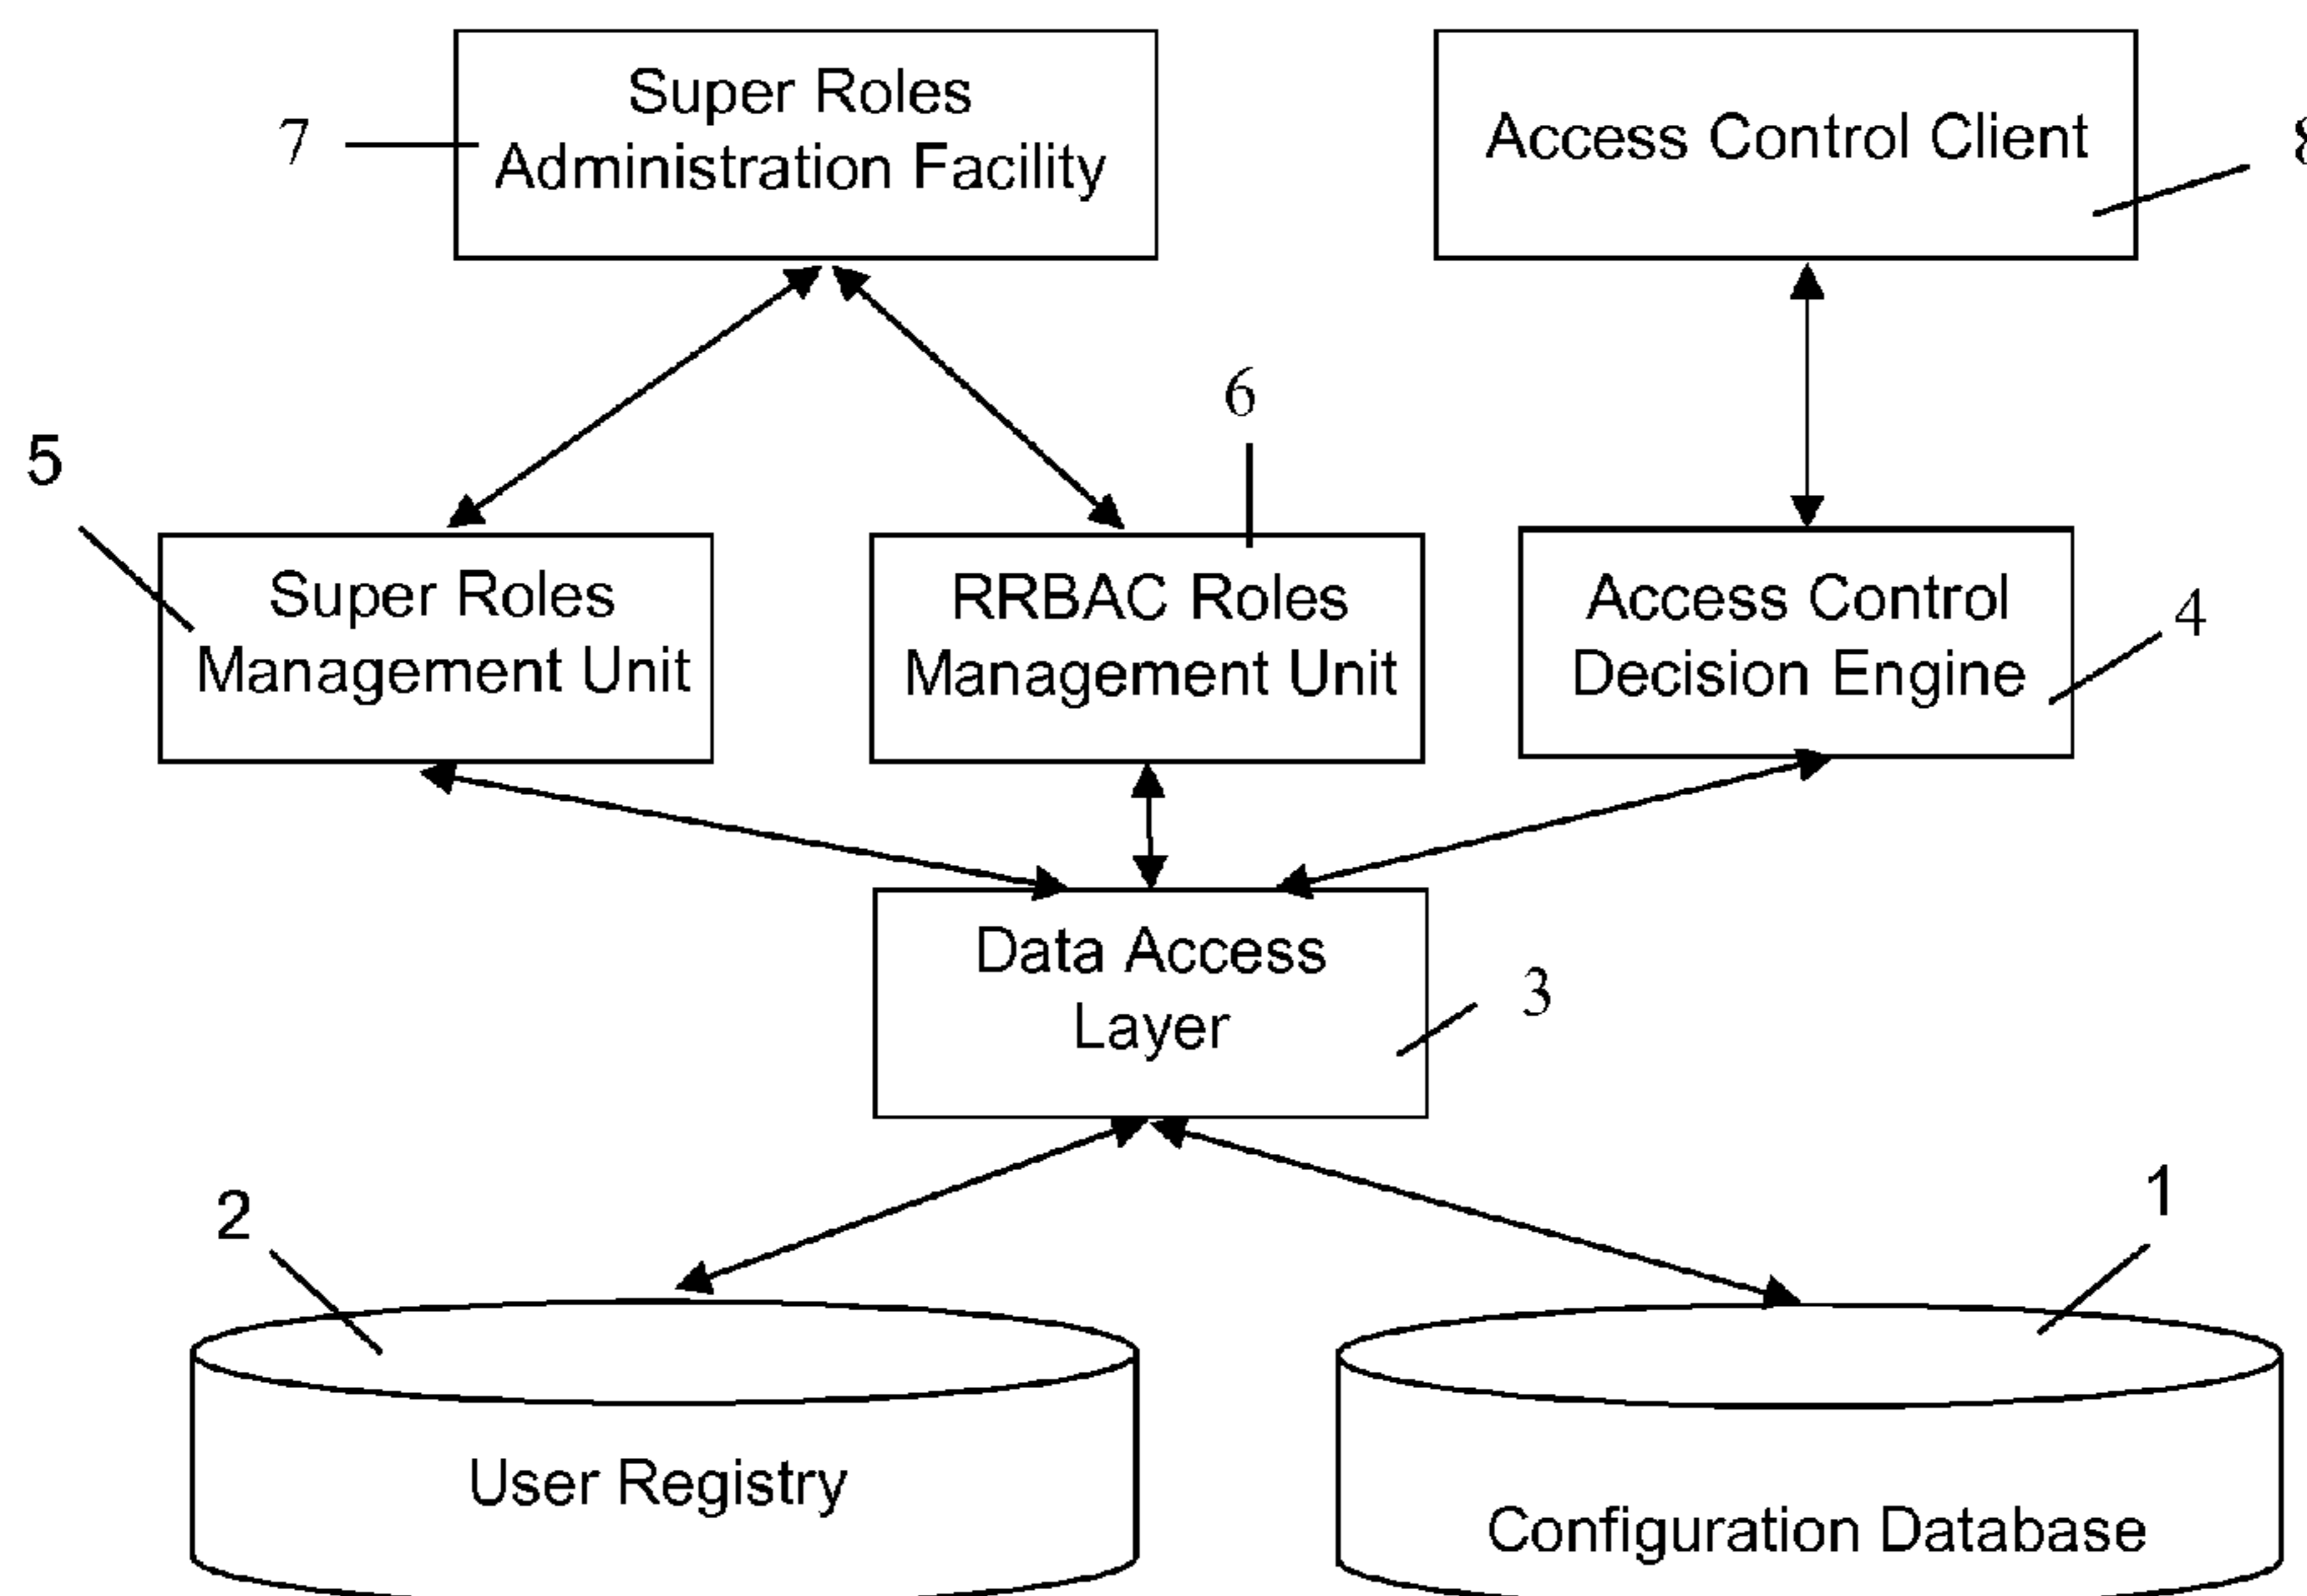 Super Roles
Administration Facility
7
Access Control Client
8
6
5
Super Roles
Management Unit
RRBAC Roles
Management Unit
Access Control
Decision Engine
4
Data Access
Layer
3
2
1
User Registry
Configuration Database